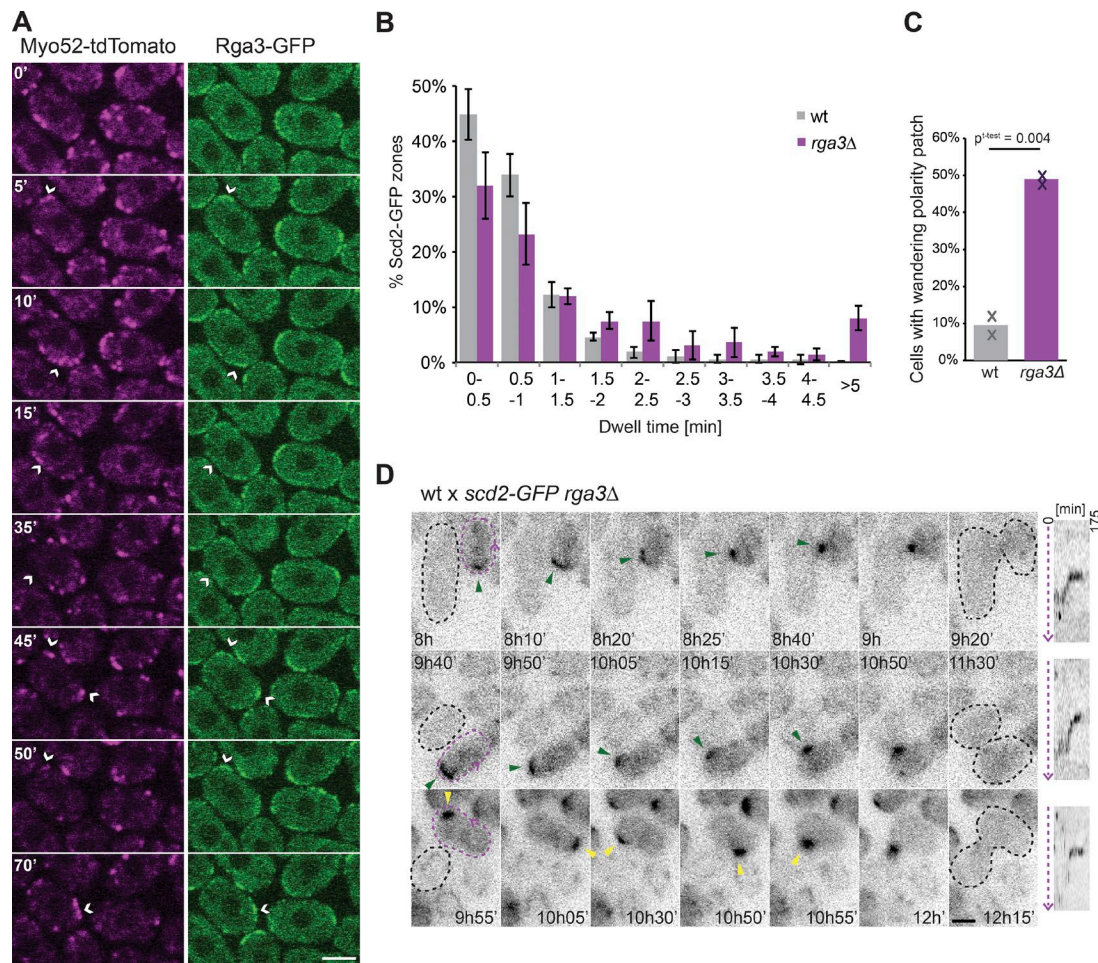 A
Myo52-tdTomato Rga3-GFP
0’
5’
10’
15’
35’
45’
50’
70’
B
% Scd2-GFP zones
50%
40%
30%
20%
10%
0%
wt
rga3Δ
0-0.5
0.5-1
1-1.5
1.5-2
2-2.5
2.5-3
3-3.5
3.5-4
4-4.5
>5
Dwell time [min]
C
Cells with wandering polarity patch
p t-test = 0.004
60%
50%
40%
30%
20%
10%
0%
wt rga3Δ
D
wt x scd2-GFP rga3Δ
[min]
0 175
8h 8h10’ 8h20’ 8h25’ 8h40’ 9h 9h20’
9h40’ 9h50’ 10h05’ 10h15’ 10h30’ 10h50’ 11h30’
9h55’ 10h05’ 10h30’ 10h50’ 10h55’ 12h’ 12h15’